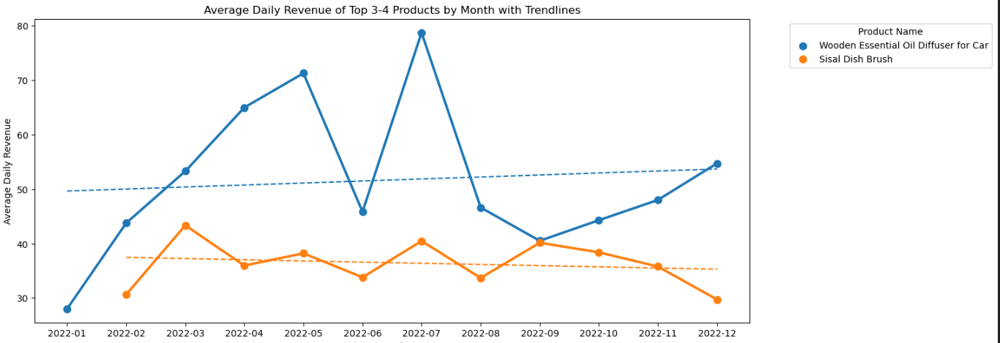 Average Daily Revenue of Top 3-4 Products by Month with Trendlines
Product Name
Wooden Essential Oil Diffuser for Car
Sisal Dish Brush
Average Daily Revenue
80
70
60
50
40
30
2022-01 2022-02 2022-03 2022-04 2022-05 2022-06 2022-07 2022-08 2022-09 2022-10 2022-11 2022-12